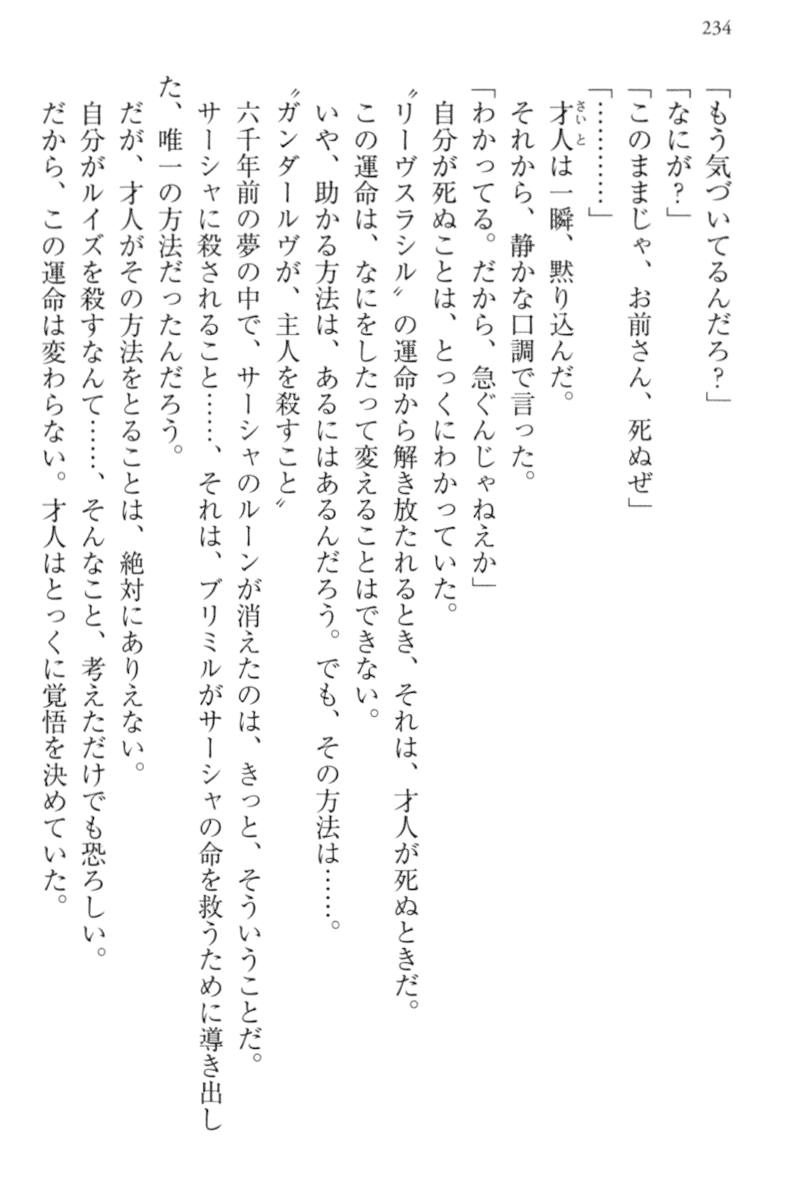 234
「もう気づいてるんだろ？」
「なにが？」
「このままじゃ、お前さん、死ぬぜ」
「…………」
才人は一瞬、黙り込んだ。
それから、静かな口調で言った。
「わかってる。だから、急ぐんじゃねえか」
自分が死ぬことは、とっくにわかっていた。
〝リーヴスラシル〟の運命から解き放たれるとき、それは、才人が死ぬときだ。
この運命は、なにをしたって変えることはできない。
いや、助かる方法は、あるにはあるんだろう。でも、その方法は……。
〝ガンダールヴが、主人を殺すこと〟
六千年前の夢の中で、サーシャのルーンが消えたのは、きっと、そういうことだ。
サーシャに殺されること……、それは、ブリミルがサーシャの命を救うために導き出し
た、唯一の方法だったんだろう。
だが、才人がその方法をとることは、絶対にありえない。
自分がルイズを殺すなんて……、そんなこと、考えただけでも恐ろしい。
だから、この運命は変わらない。才人はとっくに覚悟を決めていた。